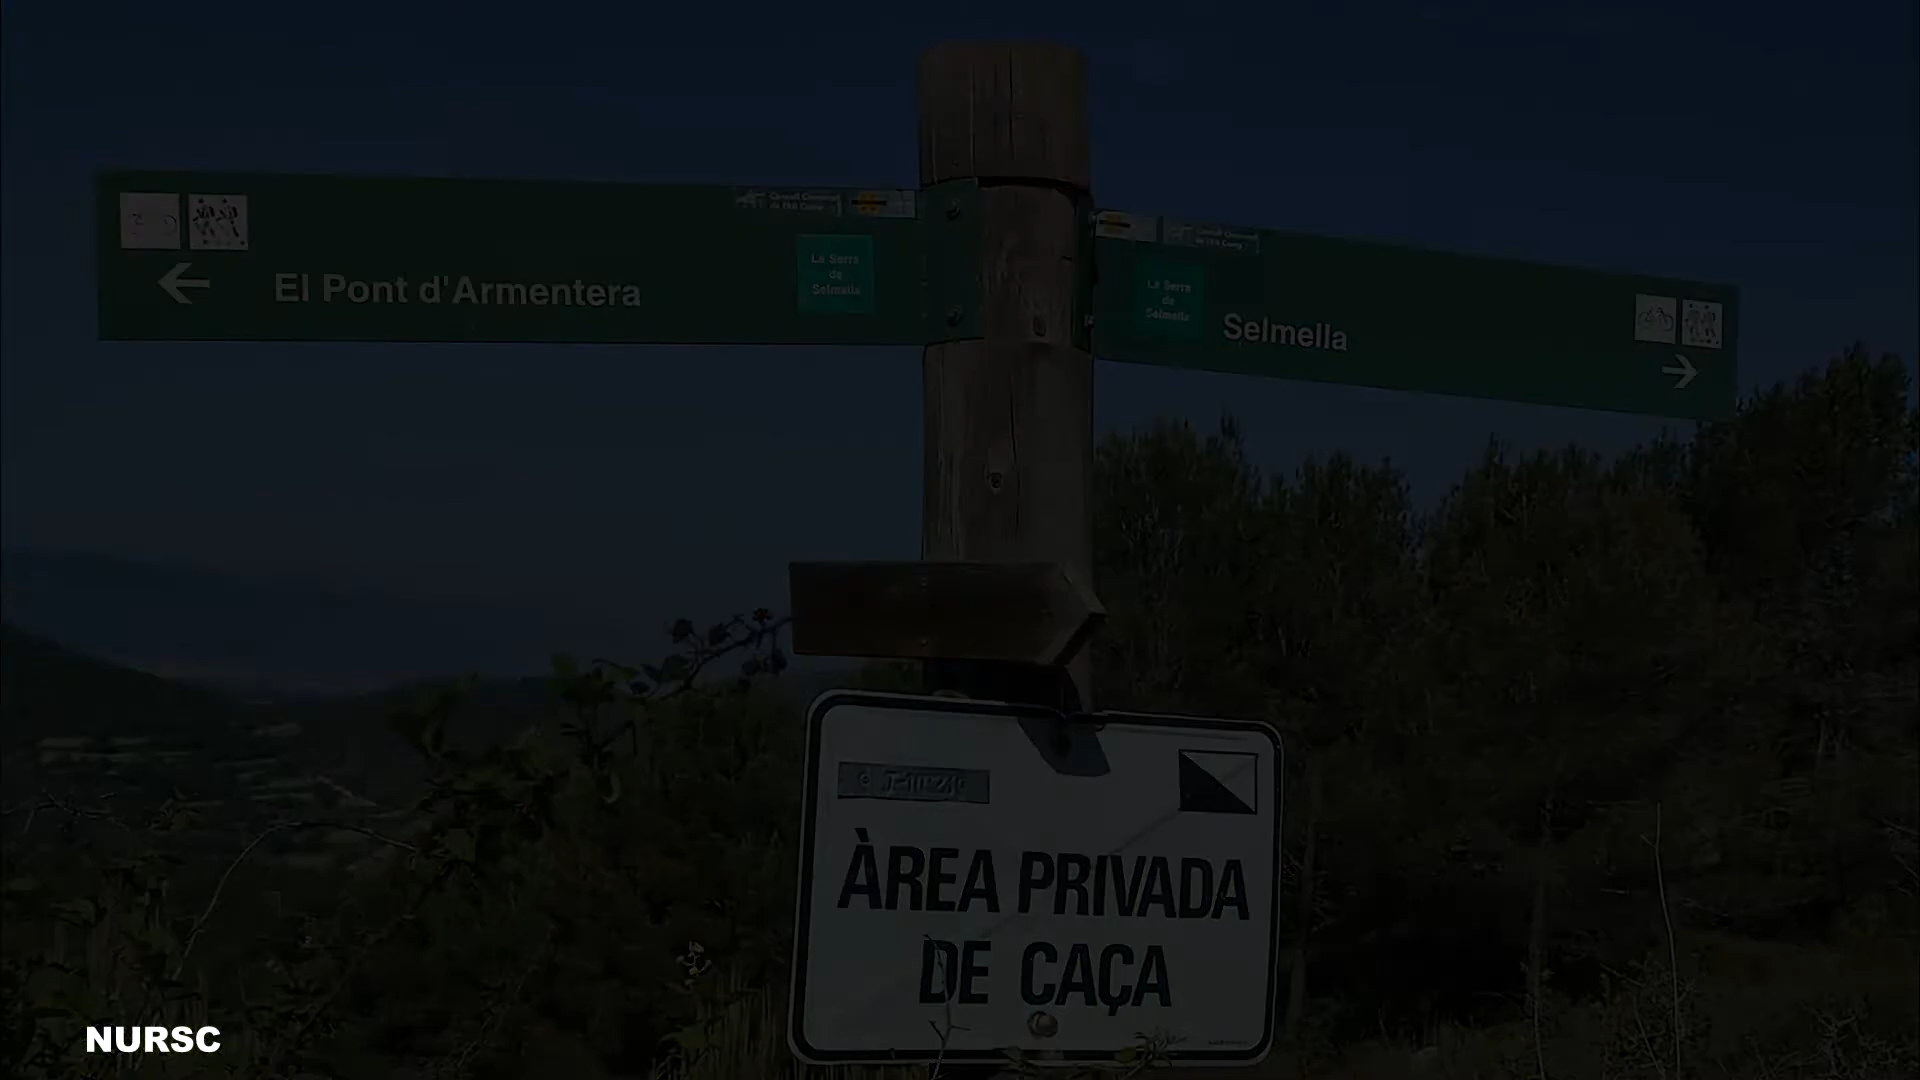 El Pont d'Armentera
La Serra
de
Selmella
La Serra
de
Selmella
Selmella
ÀREA PRIVADA
DE CAÇA
NURSC